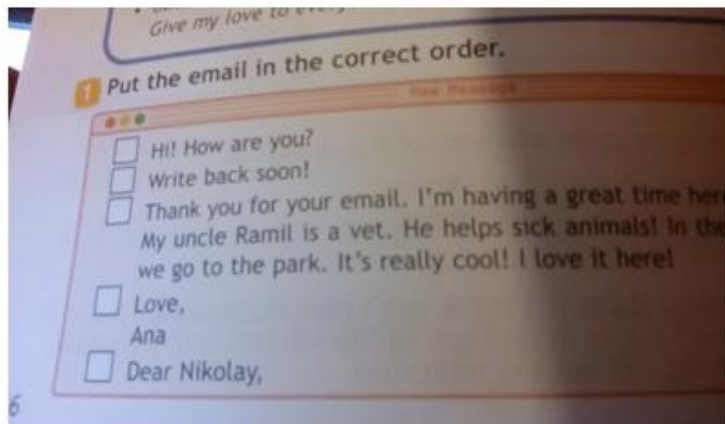 Give my love to
1 Put the email in the correct order.
New Message
Hi! How are you?
Write back soon!
Thank you for your email. I'm having a great time
My uncle Ramil is a vet. He helps sick animals! In
we go to the park. It's really cool! I love it here!
Love,
Ana
Dear Nikolay,
6